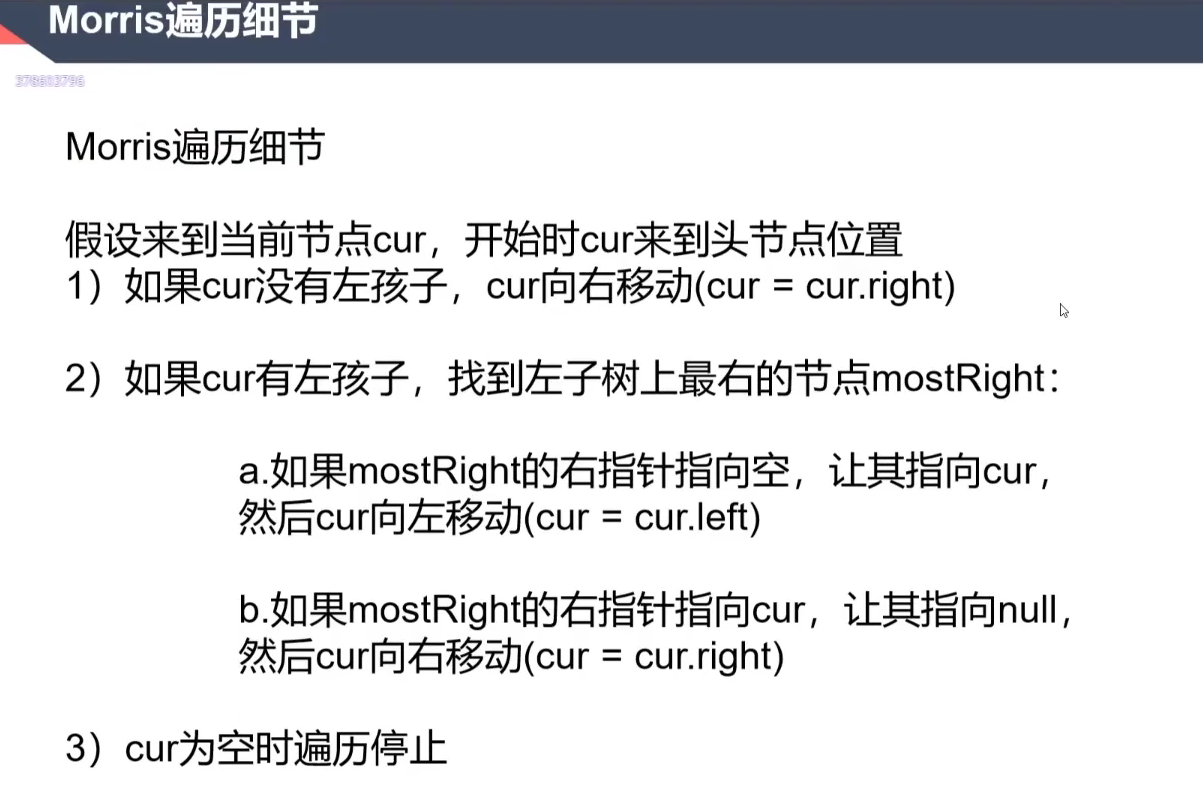 Morris遍历细节
Morris遍历细节
假设来到当前节点cur，开始时cur来到头节点位置
1）如果cur没有左孩子，cur向右移动(cur = cur.right)
2）如果cur有左孩子，找到左子树上最右的节点mostRight：
a.如果mostRight的右指针指向空，让其指向cur，
然后cur向左移动(cur = cur.left)
b.如果mostRight的右指针指向cur，让其指向null，
然后cur向右移动(cur = cur.right)
3）cur为空时遍历停止